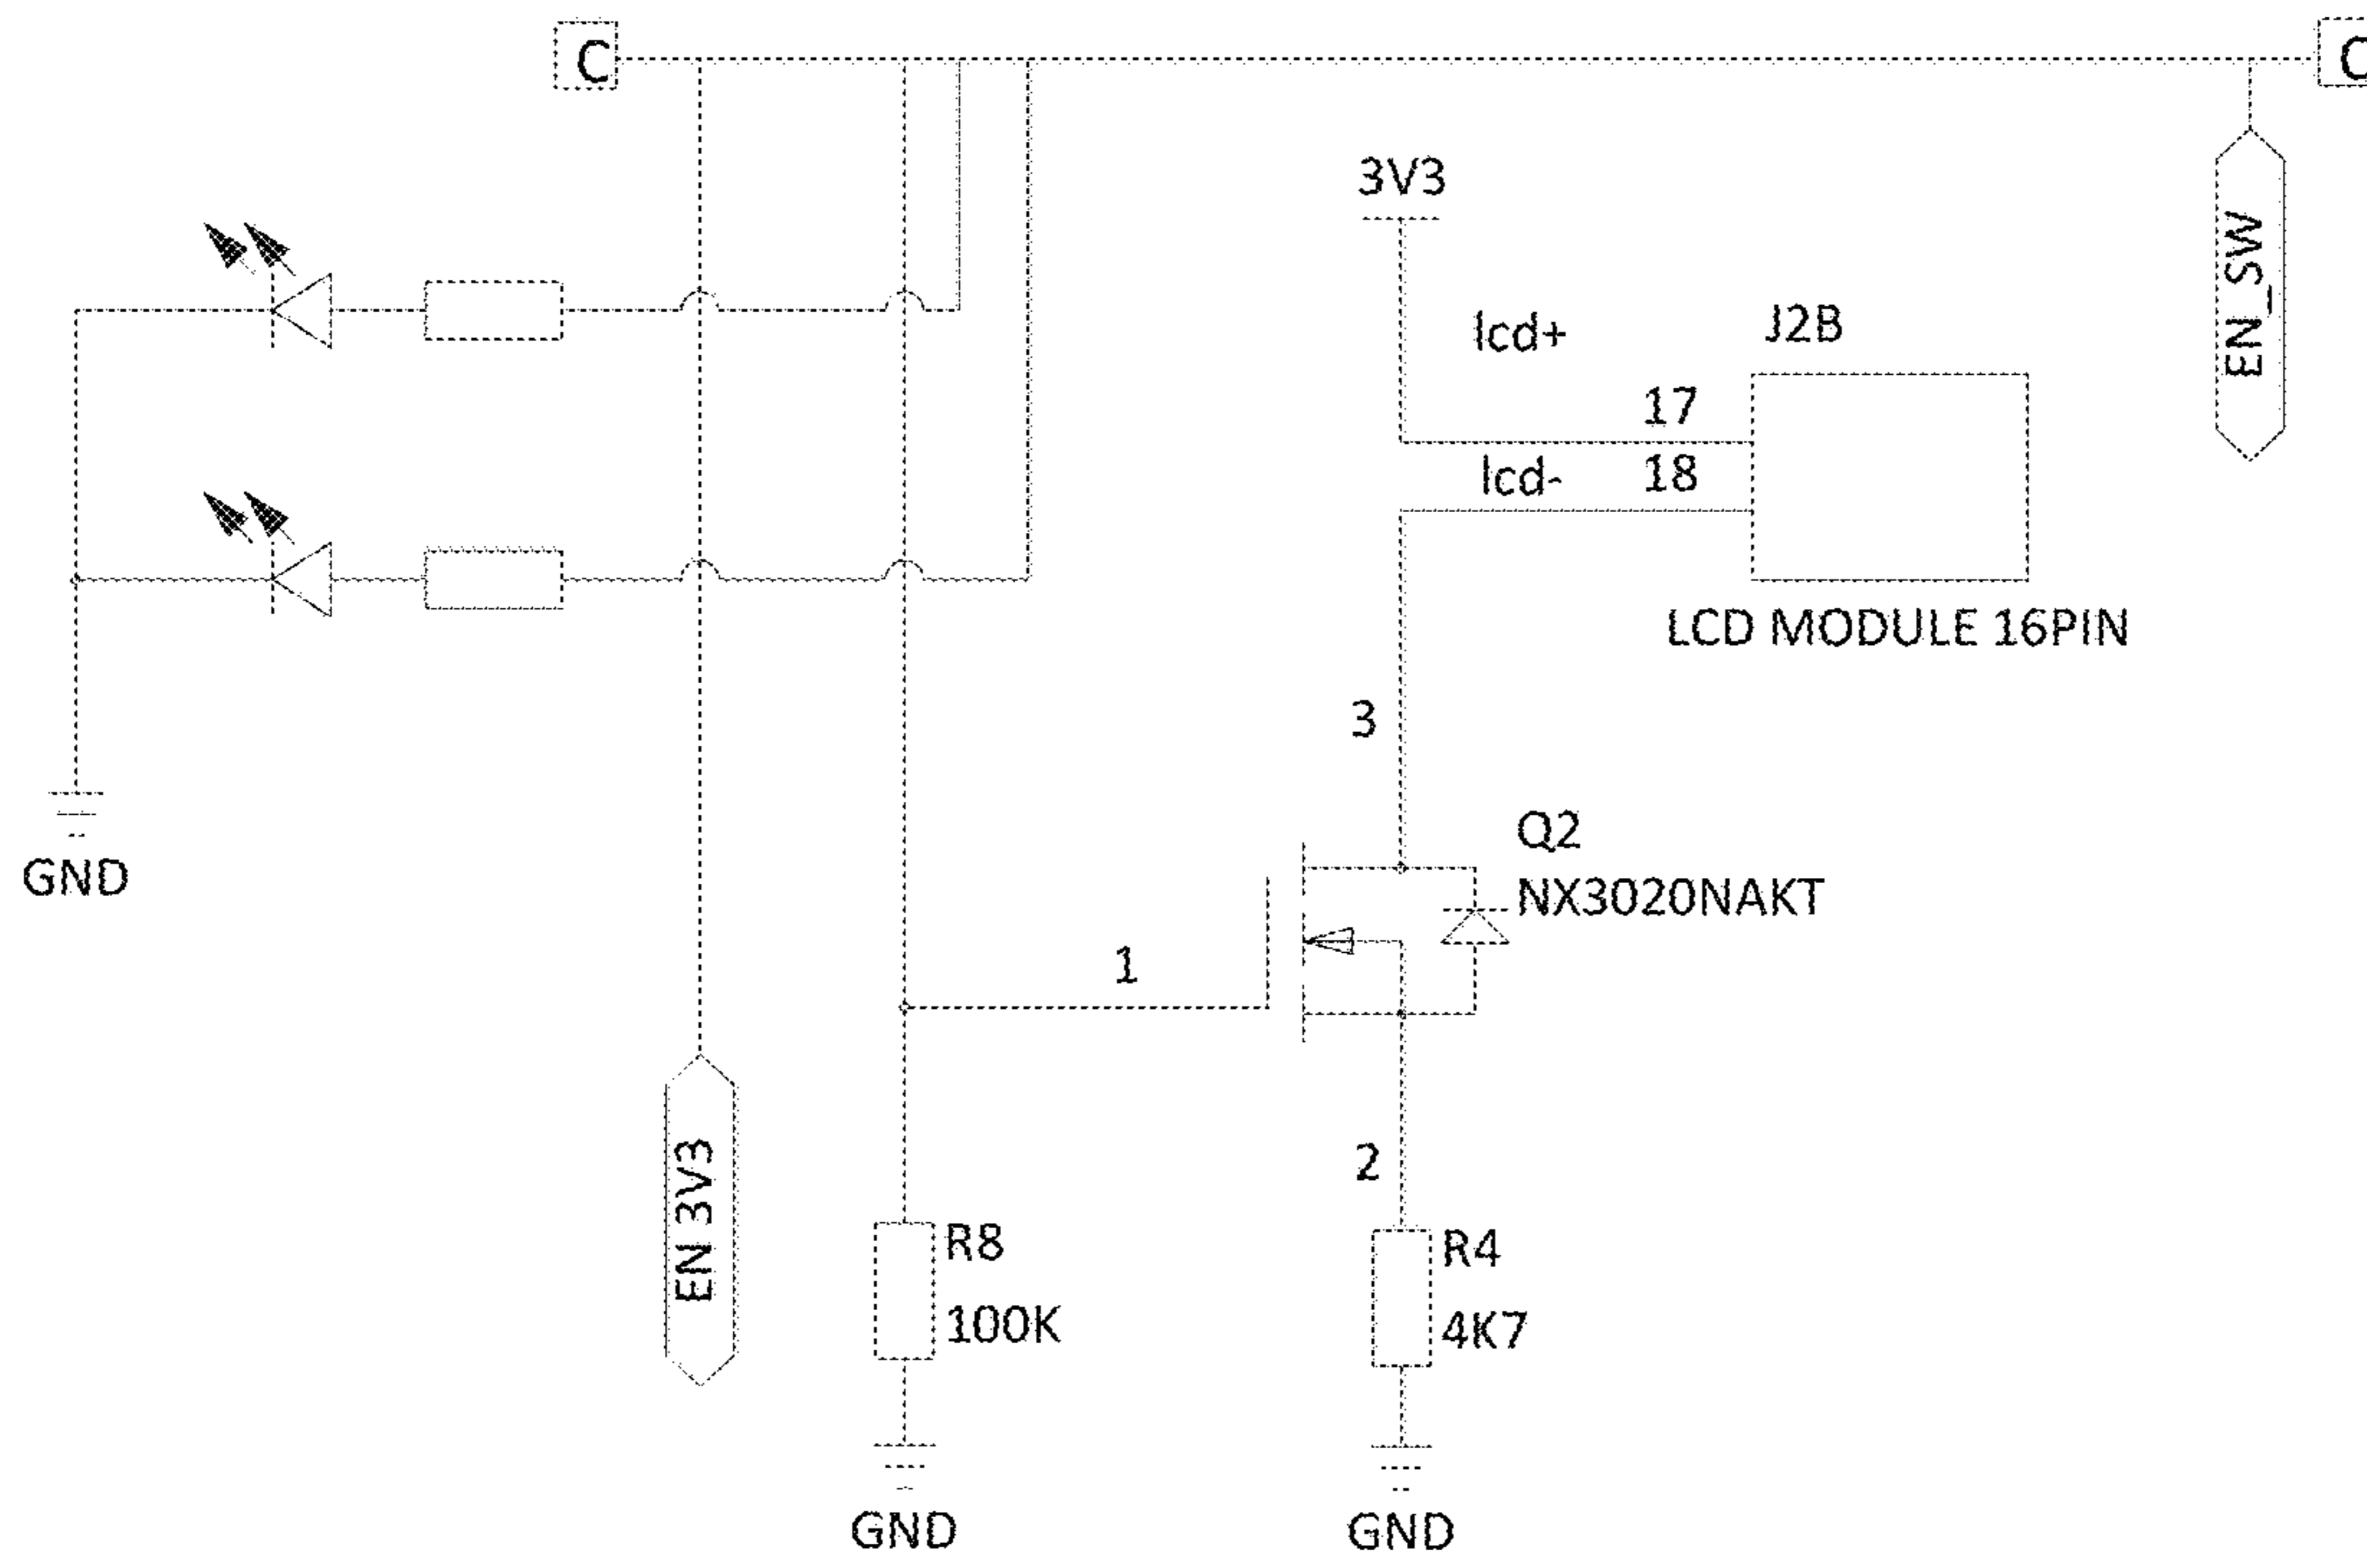 C
C
3V3
EN_SW
lcd+
J2B
17
lcd-
18
LCD MODULE 16PIN
3
Q2
NX3020NAKT
GND
1
EN 3V3
2
R8
100K
R4
4K7
GND
GND